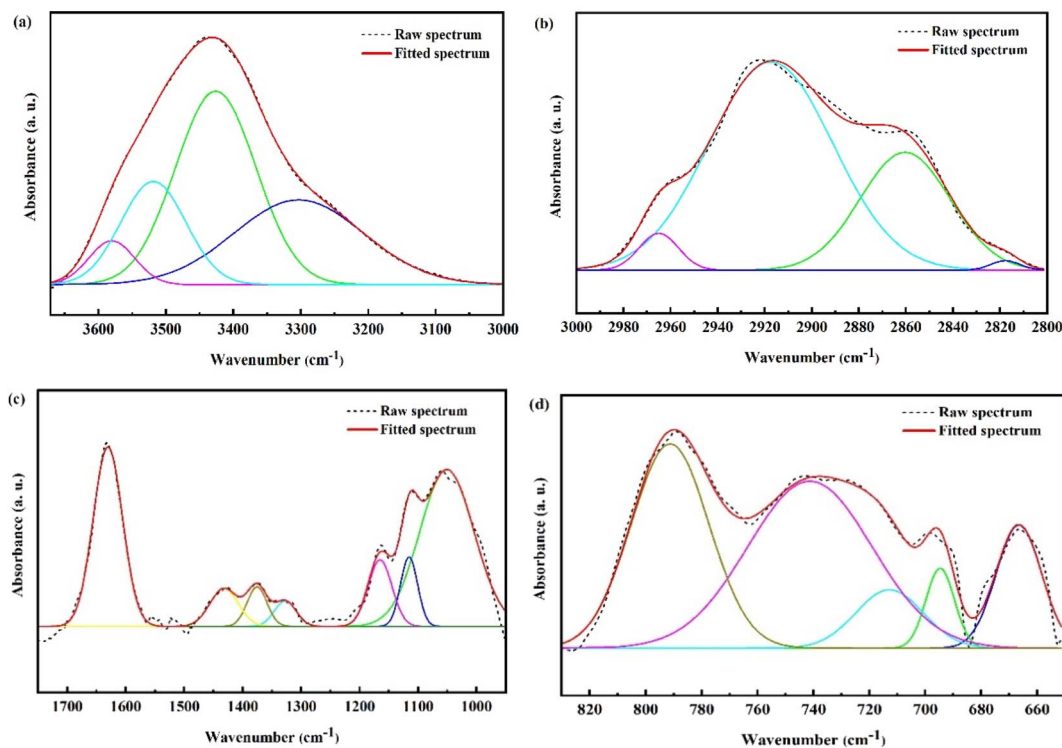 (a)
Raw spectrum
Fitted spectrum
Absorbance (a. u.)
3600 3500 3400 3300 3200 3100 3000
Wavenumber (cm-1)
(b)
Raw spectrum
Fitted spectrum
Absorbance (a. u.)
3000 2980 2960 2940 2920 2900 2880 2860 2840 2820 2800
Wavenumber (cm-1)
(c)
Raw spectrum
Fitted spectrum
Absorbance (a. u.)
1700 1600 1500 1400 1300 1200 1100 1000
Wavenumber (cm-1)
(d)
Raw spectrum
Fitted spectrum
Absorbance (a. u.)
820 800 780 760 740 720 700 680 660
Wavenumber (cm-1)